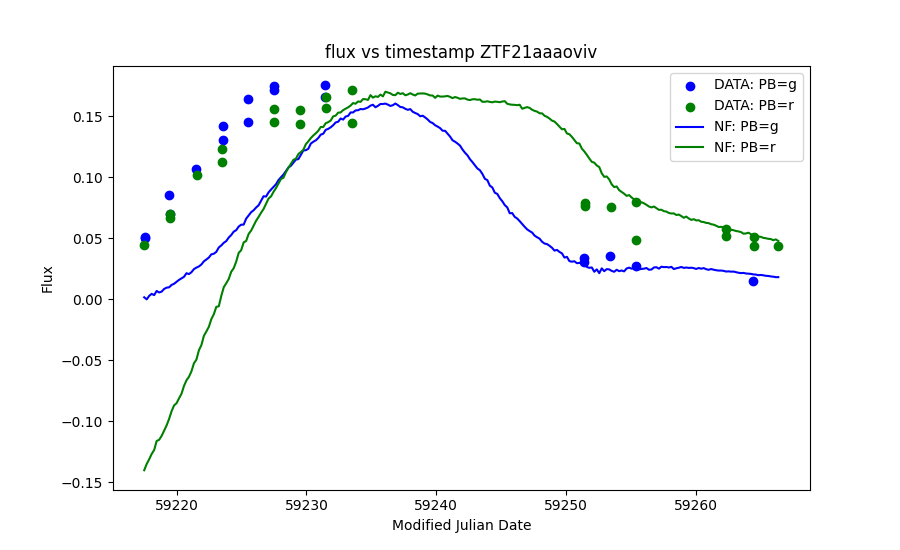 flux vs timestamp ZTF21aaaoviv
DATA: PB=g
DATA: PB=r
NF: PB=g
NF: PB=r
0.15
0.10
0.05
0.00
−0.05
−0.10
−0.15
Flux
59220 59230 59240 59250 59260
Modified Julian Date